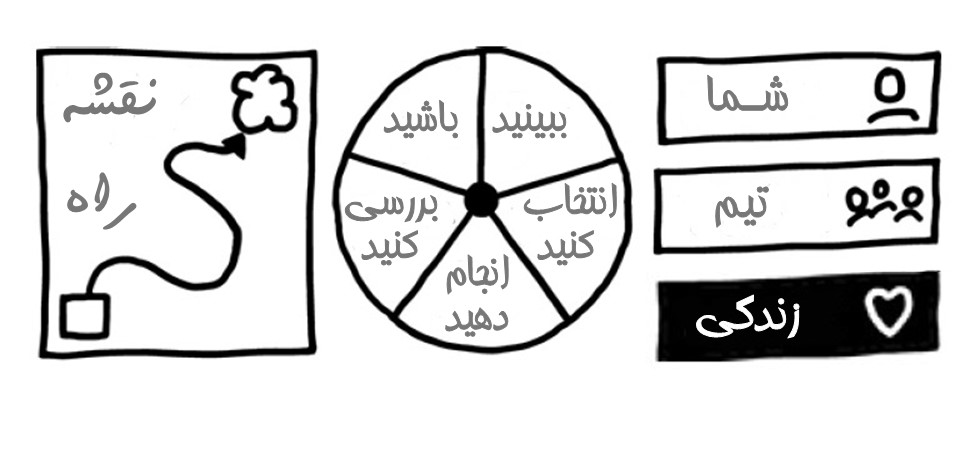 شما
تیم
زندگی
ببینید
انتخاب
کنید
انجام
دهید
بررسی
کنید
باشید
نقشه
راه